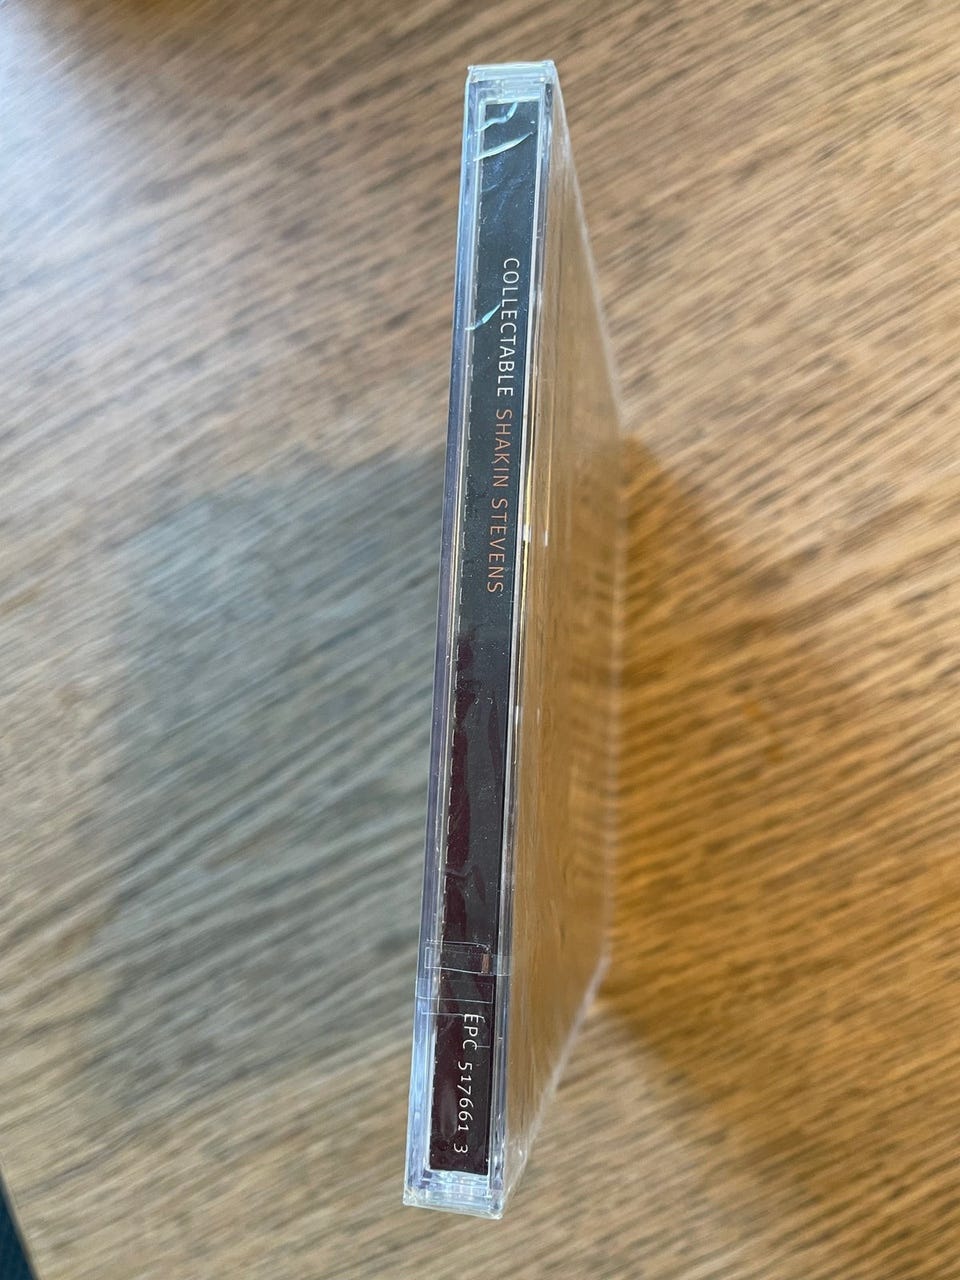 COLLECTABLE SHAKIN STEVENS
EPC 517661 3